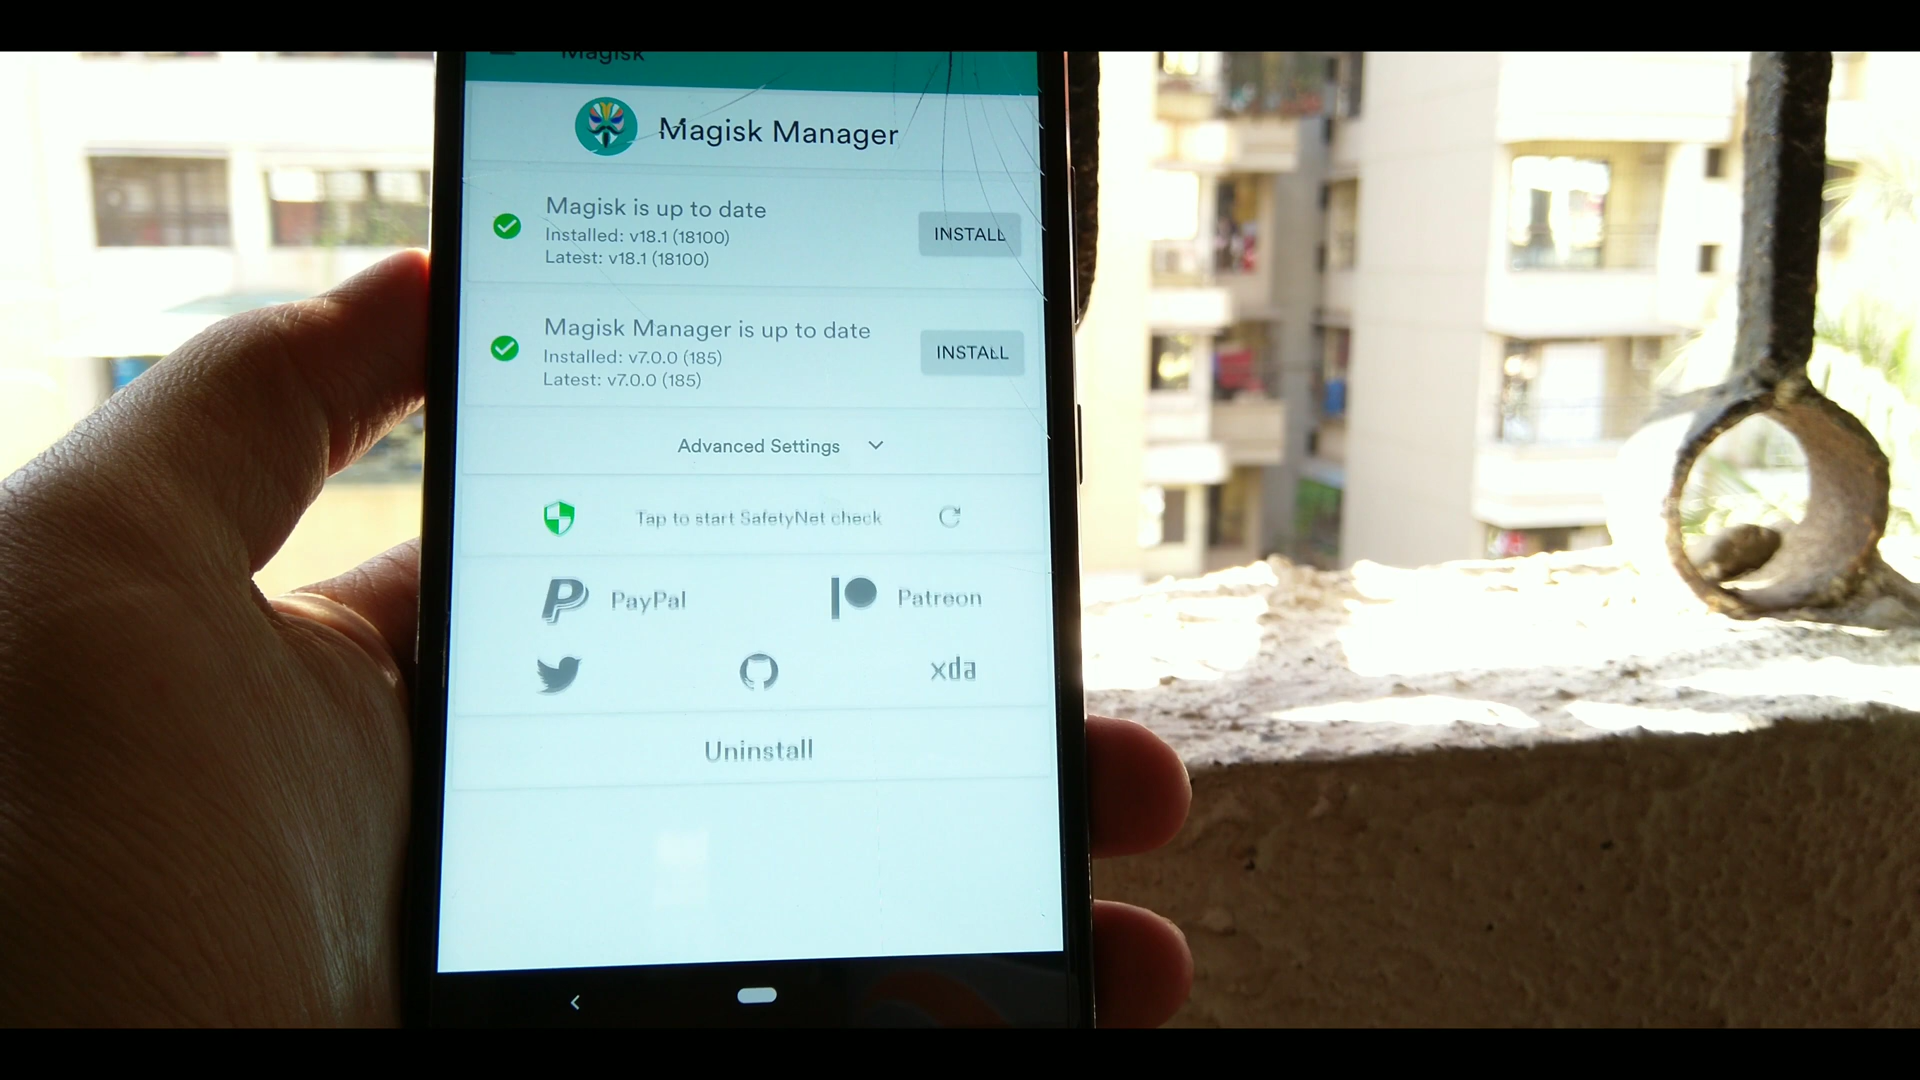 Magisk
Magisk Manager
Magisk is up to date
Installed: v18.1 (18100)
Latest: v18.1 (18100)
INSTALL
Magisk Manager is up to date
Installed: v7.0.0 (185)
Latest: v7.0.0 (185)
INSTALL
Advanced Settings
Tap to start SafetyNet check
PayPal
Patreon
xda
Uninstall